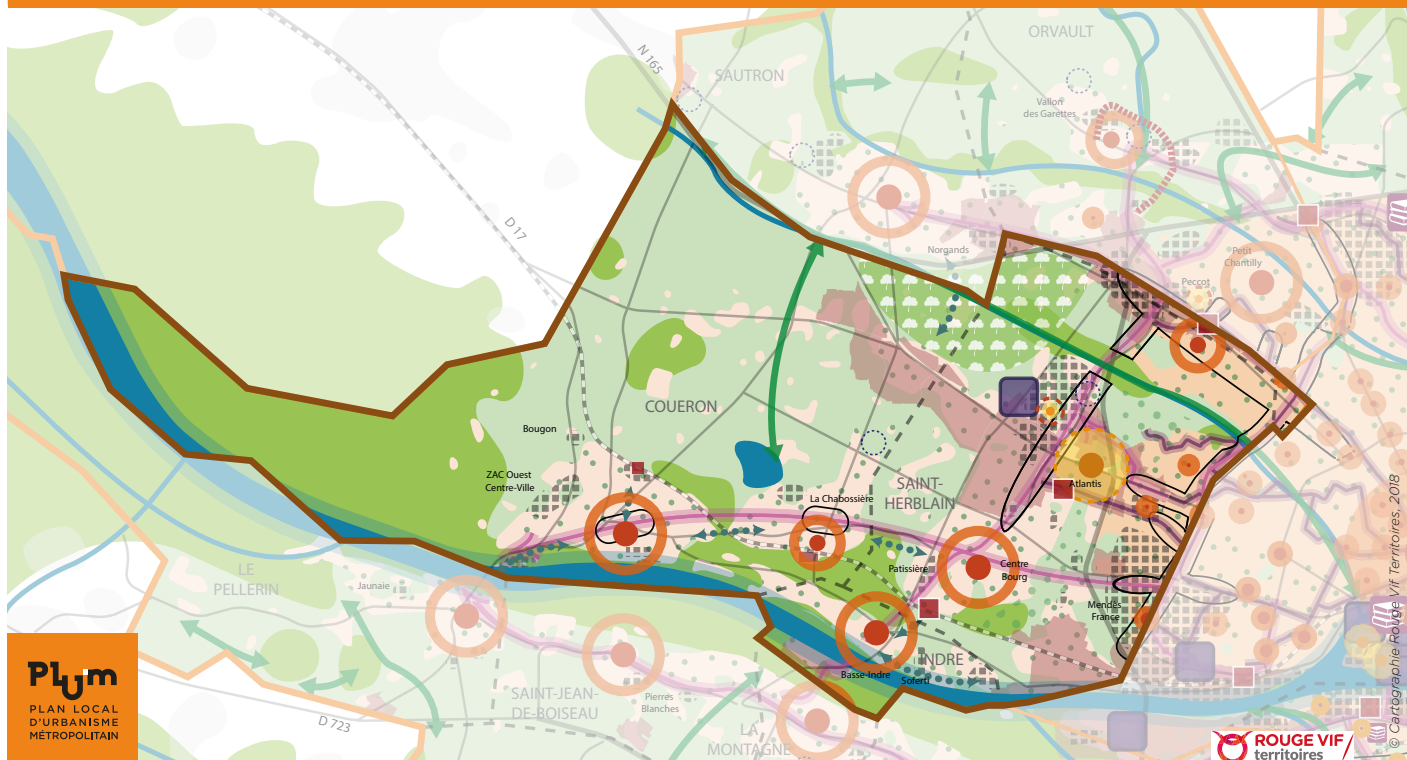 ORVAULT
N 165
SAUTRON
Vallon
des Garettes
D 17
Norgands
Petit
Chantilly
Peccot
COUERON
Bougon
ZAC Ouest
Centre-Ville
La Chabossière
SAINT-
HERBLAIN
Atlantis
Patissière
Centre
Bourg
LE
PELLERIN
Jaunaie
Mendès
France
INDRE
Basse-Indre
Soferti
SAINT-JEAN-
DE-BOISEAU
Pierres
Blanches
D 723
LA
MONTAGNE
PLUm
PLAN LOCAL
D'URBANISME
MÉTROPOLITAIN
ROUGE VIF
territoires
© Cartographie Rouge Vif Territoires, 2018